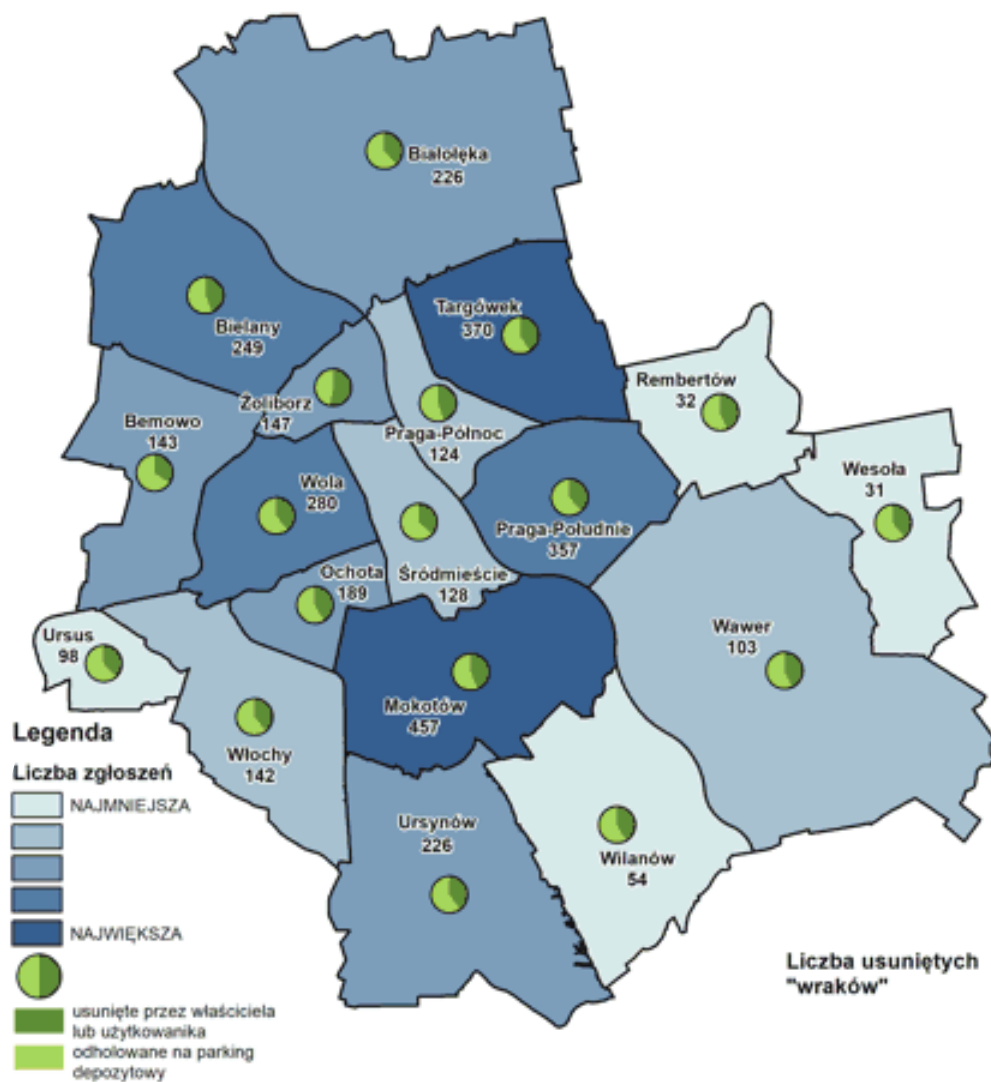 Białołęka
226
Targówek
370
Bielany
249
Rembertów
32
Żoliborz
147
Bemowo
143
Praga-Północ
124
Wesoła
31
Wola
280
Praga-Południe
357
Ochota
189
Śródmieście
128
Wawer
103
Ursus
98
Mokotów
457
Włochy
142
Ursynów
226
Wilanów
54
Legenda
Liczba zgłoszeń
NAJMNIEJSZA
NAJWIĘKSZA
usunięte przez właściciela
lub użytkowanika
odholowane na parking
depozytowy
Liczba usuniętych
"wraków"